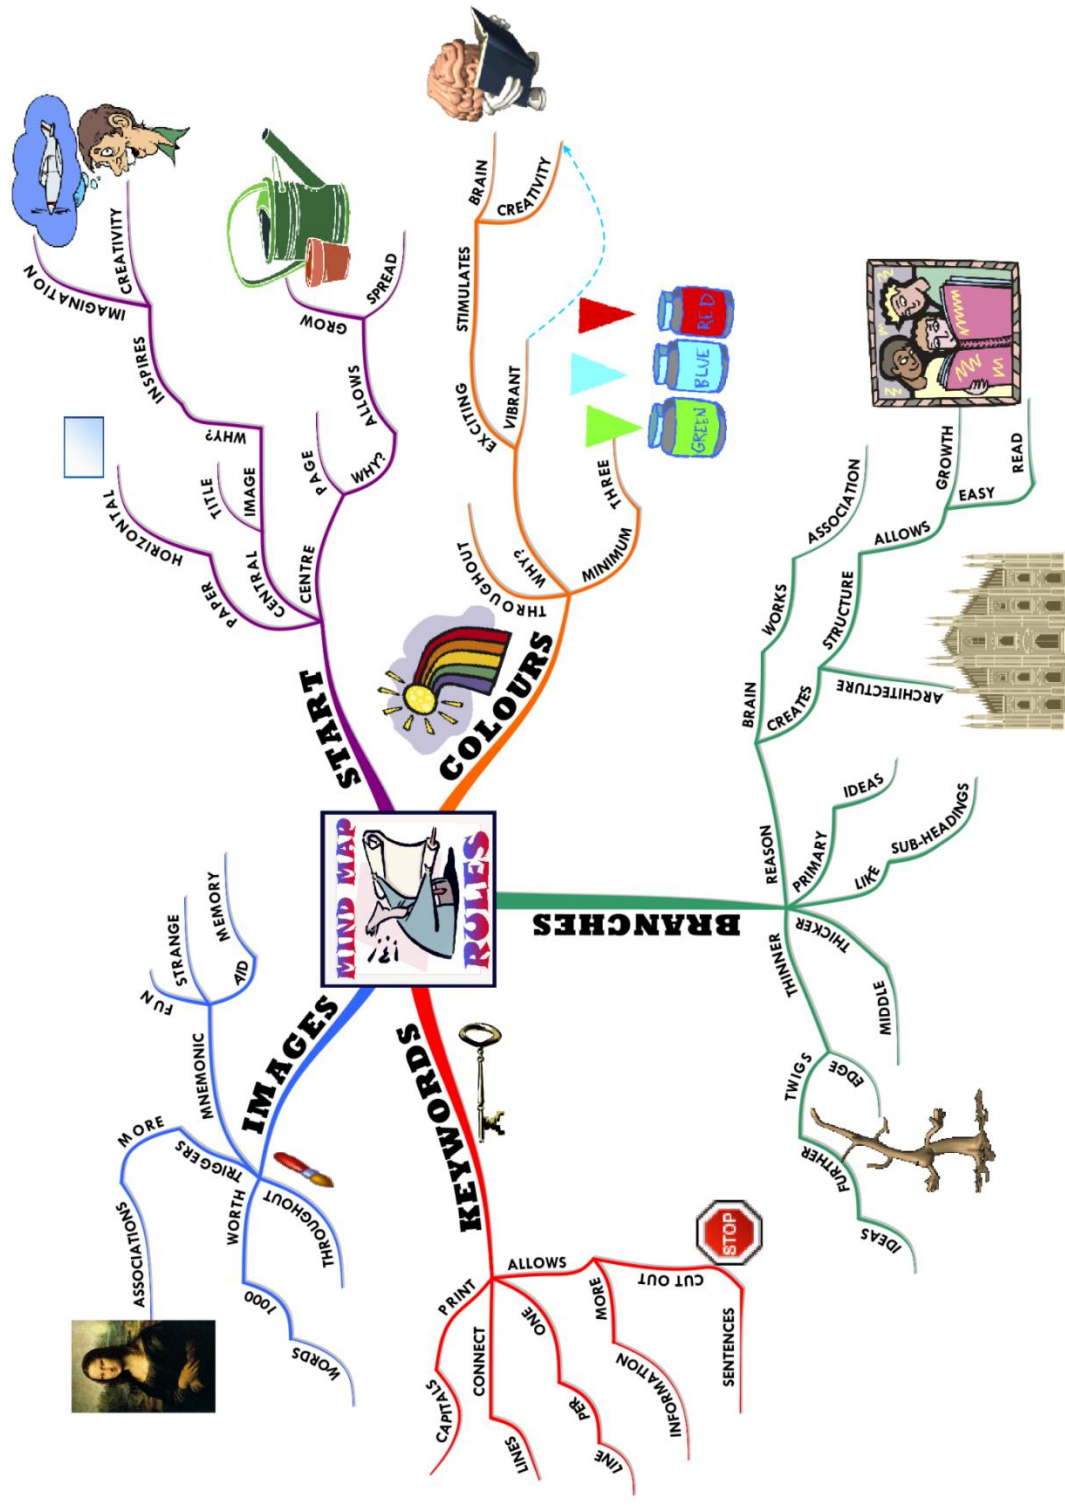 MIND MAP
RULES
START
CENTRE
PAGE
WHY?
ALLOWS
GROW
SPREAD
CENTRAL
IMAGE
TITLE
WHY?
INSPIRES
IMAGINATION
CREATIVITY
PAPER
HORIZONTAL
COLOURS
THROUGHOUT
WHY?
VIBRANT
EXCITING
STIMULATES
BRAIN
CREATIVITY
MINIMUM
THREE
GREEN
BLUE
RED
BRANCHES
REASON
BRAIN
WORKS
ASSOCIATION
CREATES
STRUCTURE
ALLOWS
GROWTH
EASY
READ
ARCHITECTURE
PRIMARY
IDEAS
LIKE
SUB-HEADINGS
THICKER
MIDDLE
THINNER
EDGE
TWIGS
FURTHER
IDEAS
KEYWORDS
PRINT
CAPITALS
CONNECT
LINES
ONE
PER
LINE
ALLOWS
MORE
INFORMATION
CUT OUT
SENTENCES
STOP
IMAGES
THROUGHOUT
WORTH
1000
WORDS
TRIGGERS
MORE
ASSOCIATIONS
MNEMONIC
FUN
STRANGE
AID
MEMORY